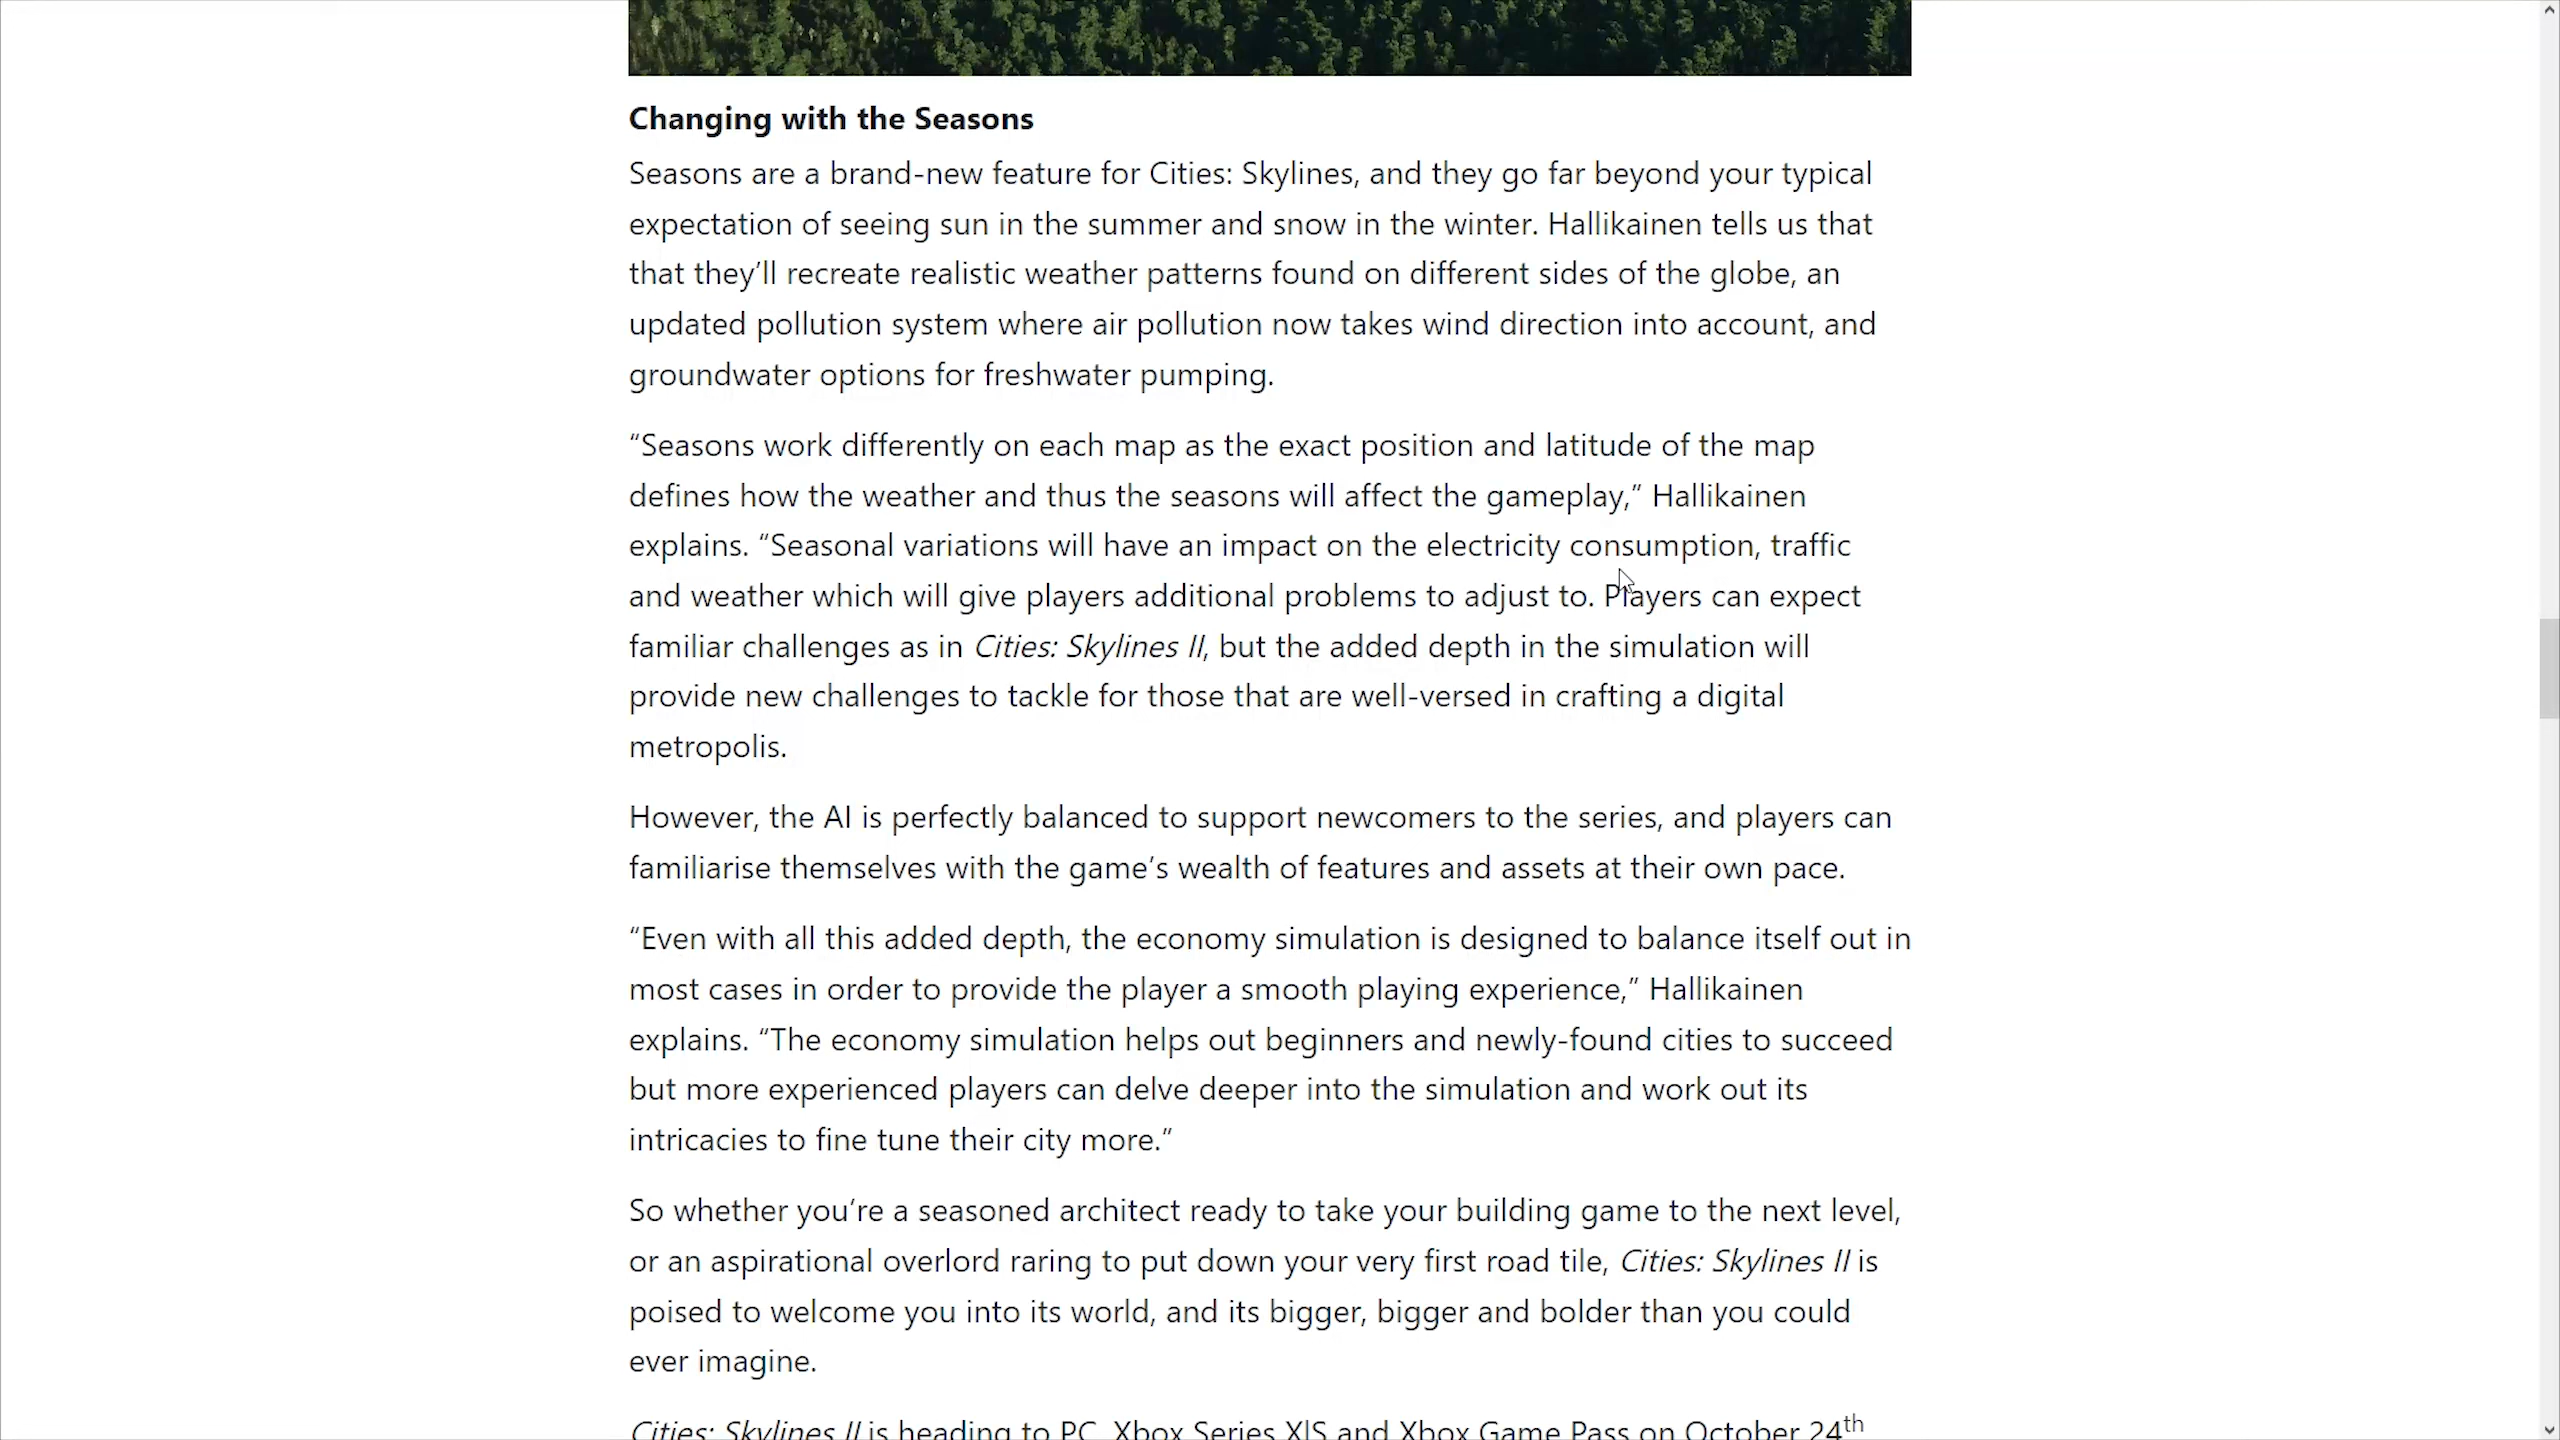 Changing with the Seasons
Seasons are a brand-new feature for Cities: Skylines, and they go far beyond your typical
expectation of seeing sun in the summer and snow in the winter. Hallikainen tells us that
that they’ll recreate realistic weather patterns found on different sides of the globe, an
updated pollution system where air pollution now takes wind direction into account, and
groundwater options for freshwater pumping.
“Seasons work differently on each map as the exact position and latitude of the map
defines how the weather and thus the seasons will affect the gameplay,” Hallikainen
explains. “Seasonal variations will have an impact on the electricity consumption, traffic
and weather which will give players additional problems to adjust to. Players can expect
familiar challenges as in Cities: Skylines II, but the added depth in the simulation will
provide new challenges to tackle for those that are well-versed in crafting a digital
metropolis.
However, the AI is perfectly balanced to support newcomers to the series, and players can
familiarise themselves with the game’s wealth of features and assets at their own pace.
“Even with all this added depth, the economy simulation is designed to balance itself out in
most cases in order to provide the player a smooth playing experience,” Hallikainen
explains. “The economy simulation helps out beginners and newly-found cities to succeed
but more experienced players can delve deeper into the simulation and work out its
intricacies to fine tune their city more.”
So whether you’re a seasoned architect ready to take your building game to the next level,
or an aspirational overlord raring to put down your very first road tile, Cities: Skylines II is
poised to welcome you into its world, and its bigger, bigger and bolder than you could
ever imagine.
Cities: Skylines II is heading to PC, Xbox Series X|S and Xbox Game Pass on October 24th